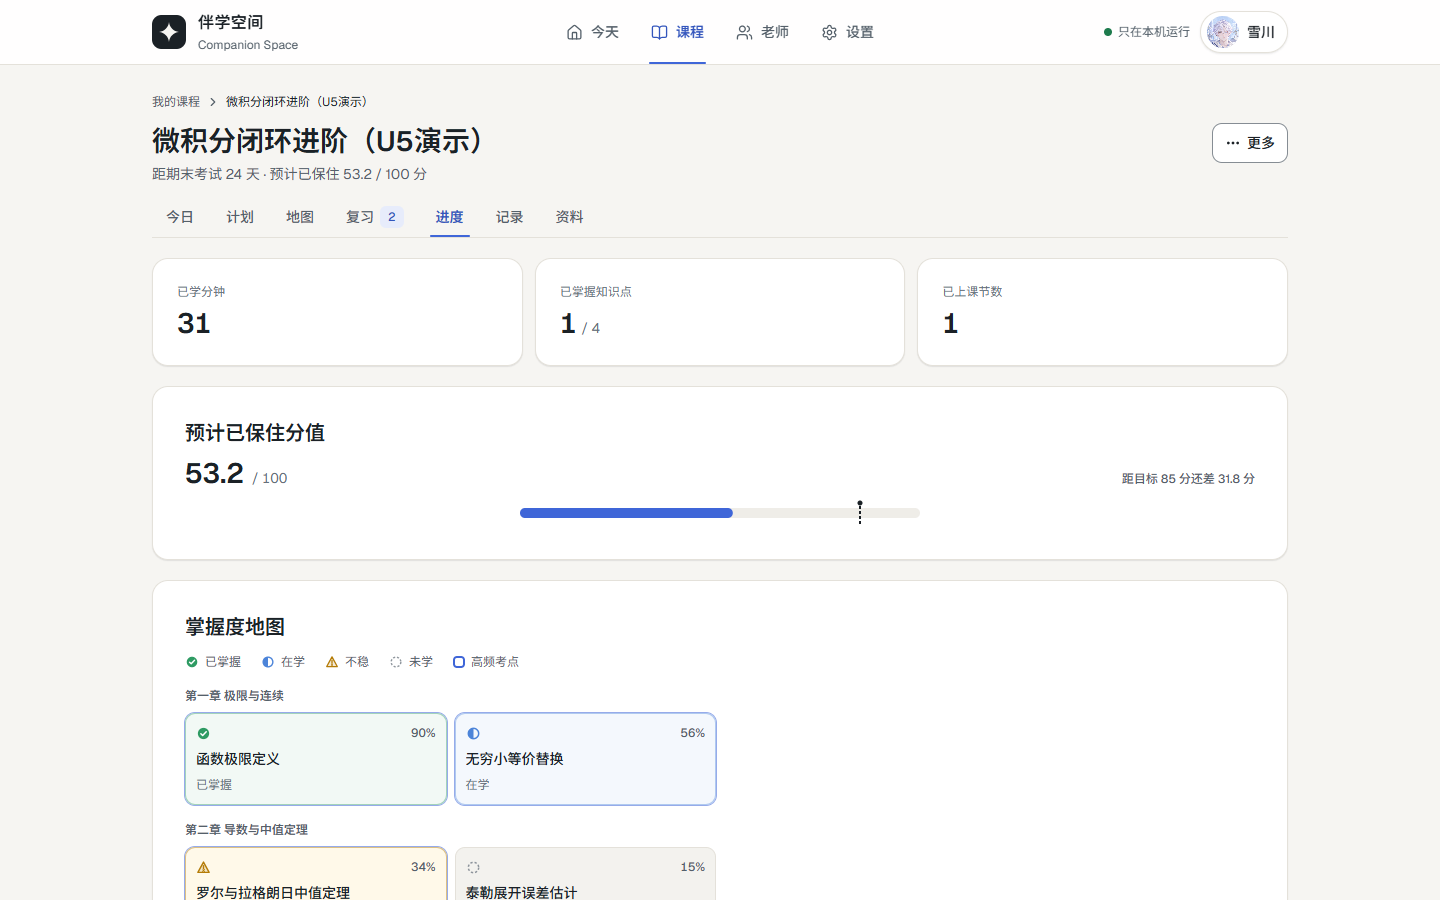 伴学空间
Companion Space
今天
课程
老师
设置
只在本机运行
雪川
我的课程 > 微积分闭环进阶（U5演示）
微积分闭环进阶（U5演示）
··· 更多
距期末考试 24 天 · 预计已保住 53.2 / 100 分
今日
计划
地图
复习 2
进度
记录
资料
已学分钟
31
已掌握知识点
1 / 4
已上课节数
1
预计已保住分值
53.2 / 100
距目标 85 分还差 31.8 分
掌握度地图
已掌握
在学
不稳
未学
高频考点
第一章 极限与连续
90%
函数极限定义
已掌握
56%
无穷小等价替换
在学
第二章 导数与中值定理
34%
罗尔与拉格朗日中值定理
15%
泰勒展开误差估计